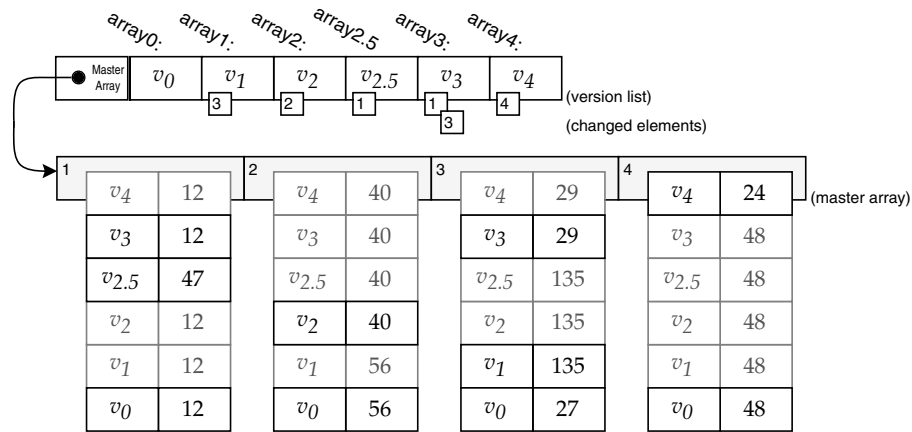 array0: array1: array2: array2.5 array3: array4:
Master Array v0 v1 v2 v2.5 v3 v4 (version list)
3 2 1 1 4
3 (changed elements)
1 2 3 4
v4 12 v4 40 v4 29 v4 24 (master array)
v3 12 v3 40 v3 29 v3 48
v2.5 47 v2.5 40 v2.5 135 v2.5 48
v2 12 v2 40 v2 135 v2 48
v1 12 v1 56 v1 135 v1 48
v0 12 v0 56 v0 27 v0 48